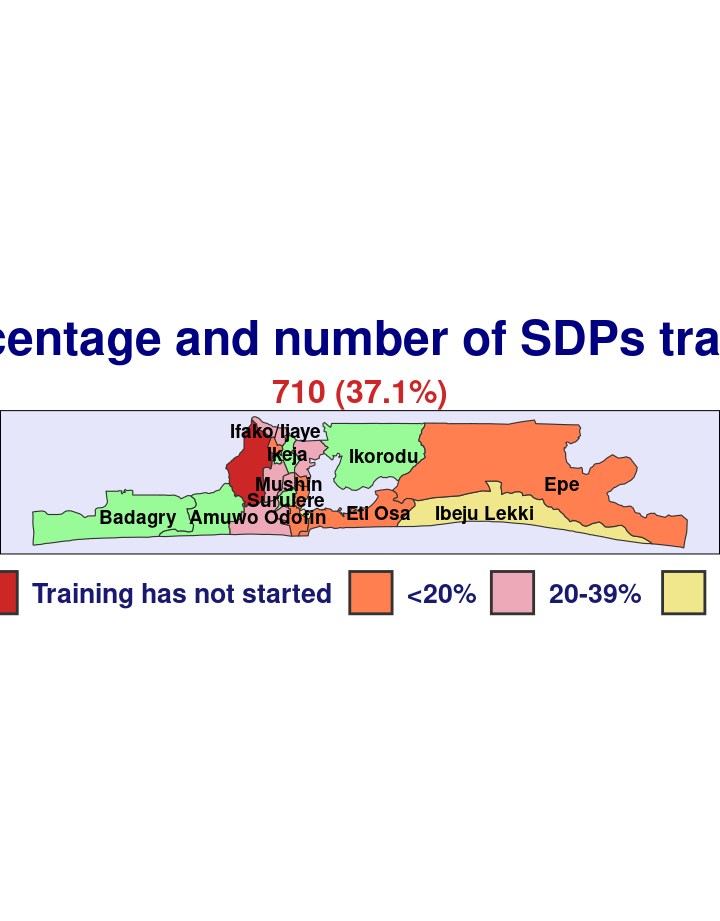 centage and number of SDPs tra
710 (37.1%)
Ifako/Ijaye
Ikeja
Ikorodu
Mushin
Surulere
Epe
Badagry
Amuwo Odofin
Eti Osa
Ibeju Lekki
Training has not started
<20%
20-39%